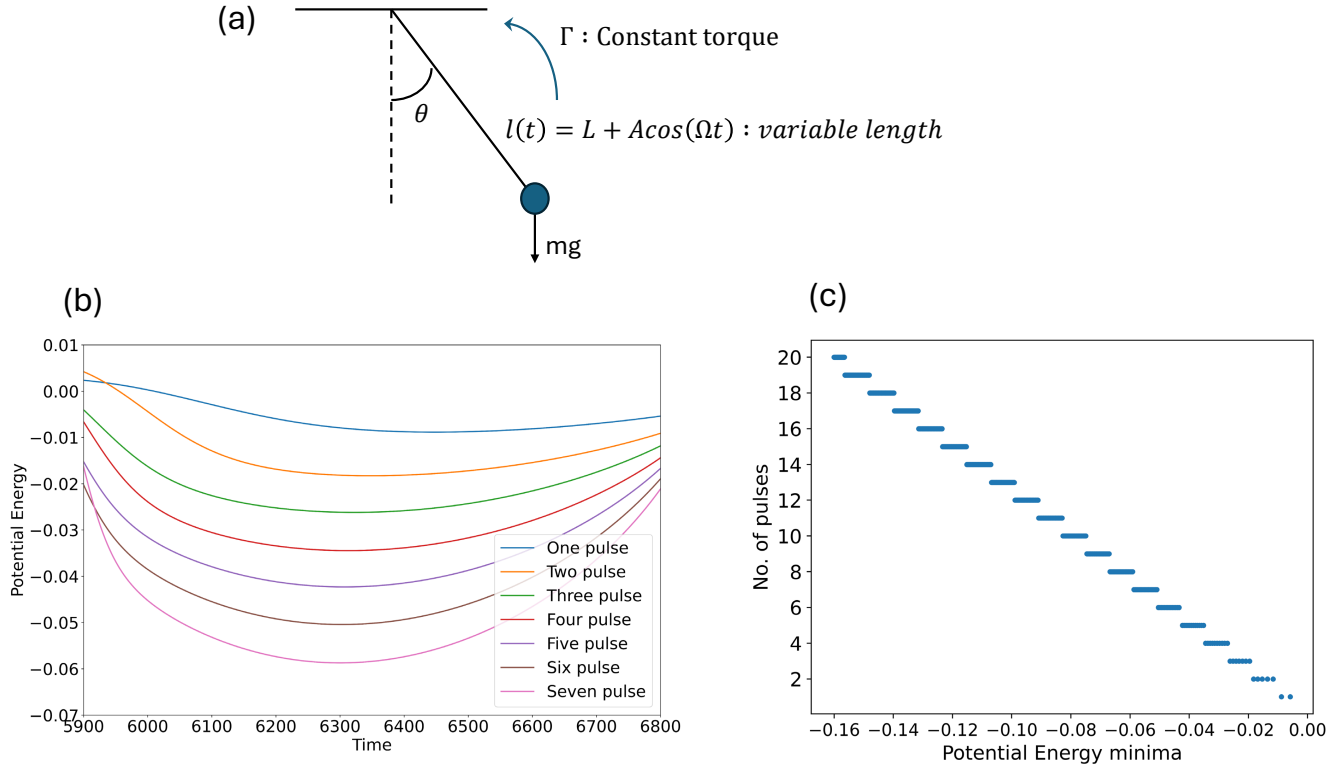 (a)
Γ : Constant torque
θ
l(t) = L + Acos(Ωt) : variable length
mg
(b)
0.01
0.00
−0.01
−0.02
−0.03
−0.04
−0.05
−0.06
−0.07
Potential Energy
One pulse
Two pulse
Three pulse
Four pulse
Five pulse
Six pulse
Seven pulse
5900 6000 6100 6200 6300 6400 6500 6600 6700 6800
Time
(c)
20
18
16
14
12
10
8
6
4
2
No. of pulses
−0.16 −0.14 −0.12 −0.10 −0.08 −0.06 −0.04 −0.02 0.00
Potential Energy minima